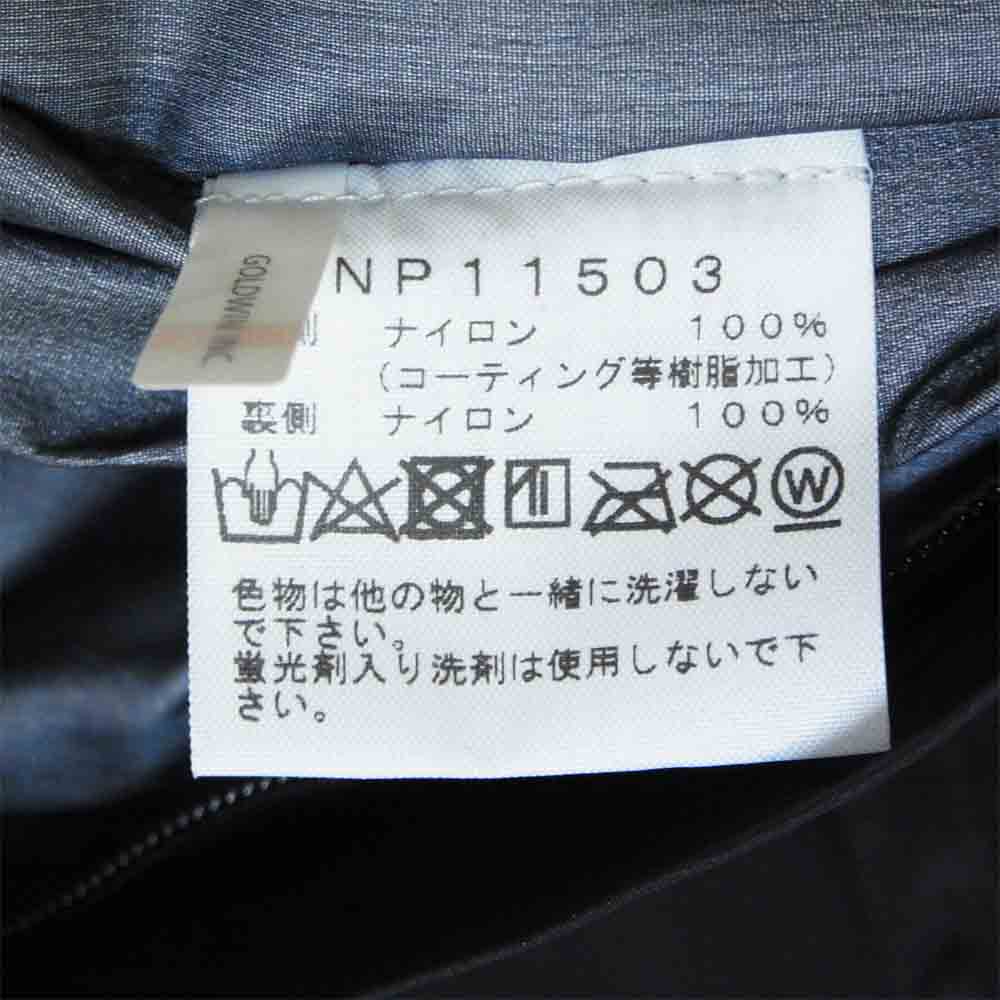 GOLDWIN INC
NP11503
側 ナイロン 100%
(コーティング等樹脂加工)
裏側 ナイロン 100%
W
色物は他の物と一緒に洗濯しない
で下さい。
蛍光剤入り洗剤は使用しないで下
さい。